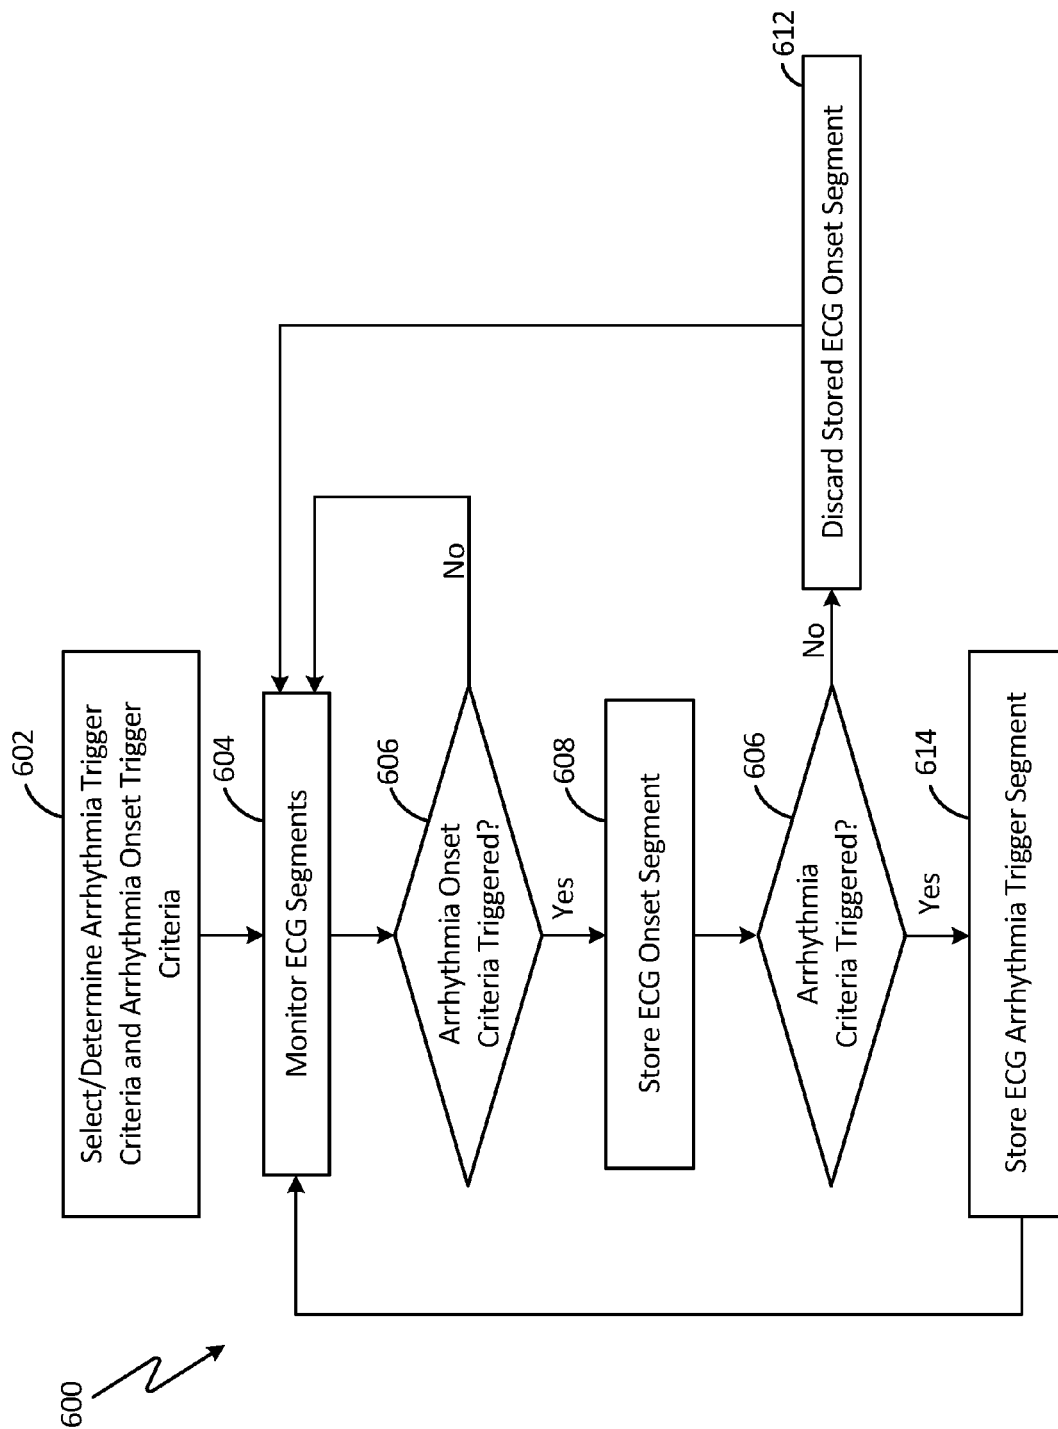 600
602
Select/Determine Arrhythmia Trigger
Criteria and Arrhythmia Onset Trigger
Criteria
604
Monitor ECG Segments
606
Arrhythmia Onset
Criteria Triggered?
No
Yes
608
Store ECG Onset Segment
606
Arrhythmia
Criteria Triggered?
No
612
Discard Stored ECG Onset Segment
Yes
614
Store ECG Arrhythmia Trigger Segment